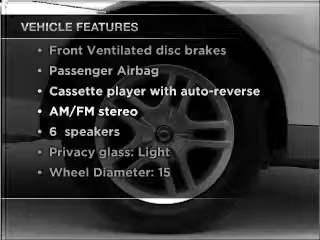 VEHICLE FEATURES
• Front Ventilated disc brakes
• Passenger Airbag
• Cassette player with auto-reverse
• AM/FM stereo
• 6 speakers
• Privacy glass: Light
• Wheel Diameter: 15